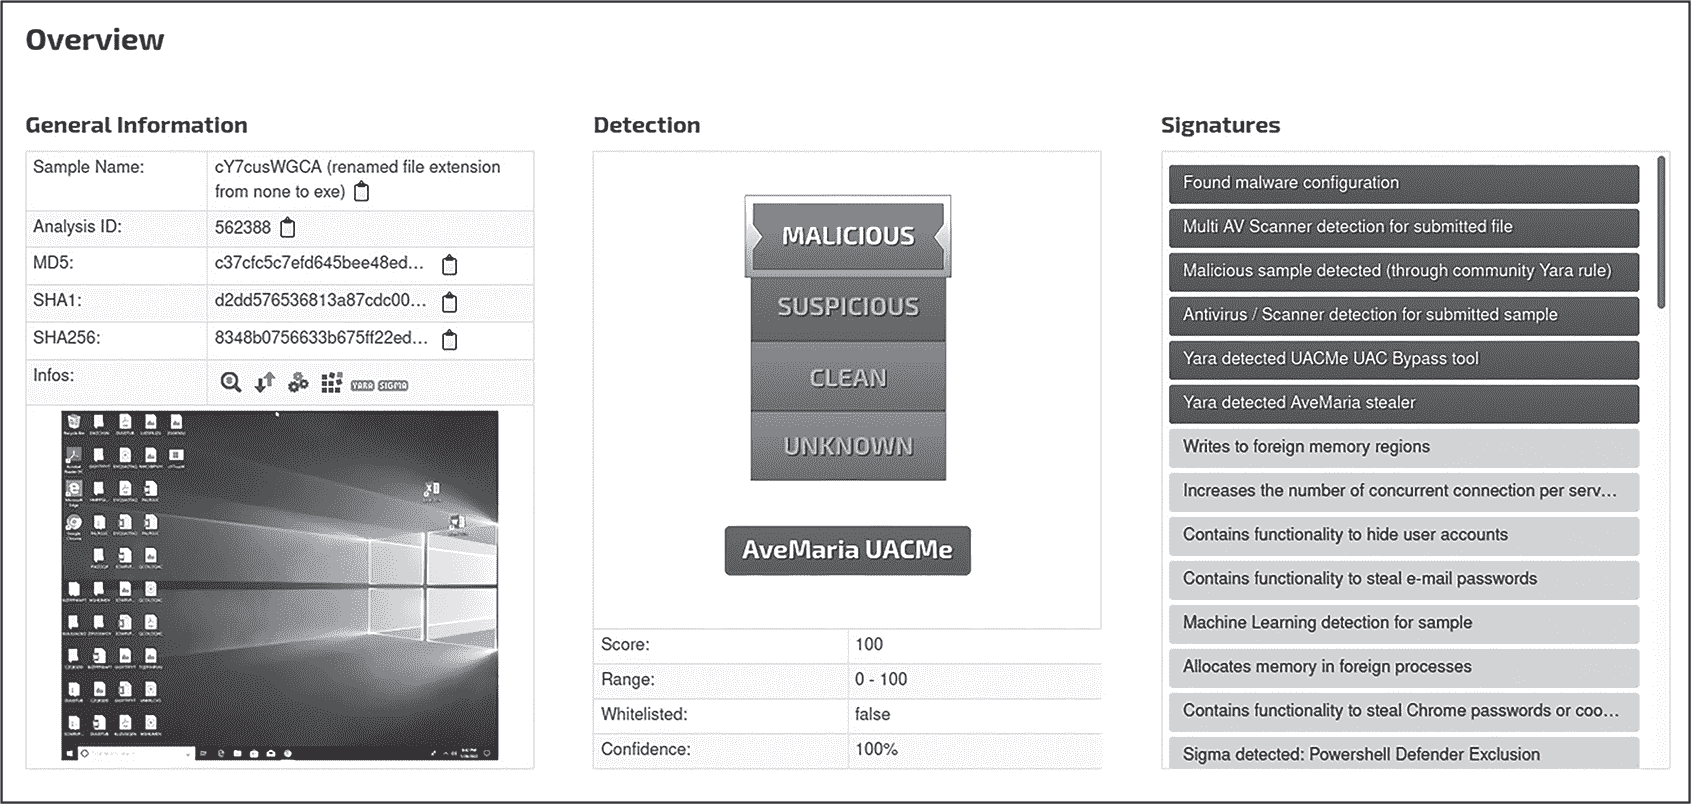 Overview
General Information
Sample Name:
cY7cusWGCA (renamed file extension
from none to exe)
Analysis ID:
562388
MD5:
c37cfc5c7efd645bee48ed...
SHA1:
d2dd576536813a87cdc00...
SHA256:
8348b0756633b675ff22ed...
Infos:
YARA SIGMA
Detection
MALICIOUS
SUSPICIOUS
CLEAN
UNKNOWN
AveMaria UACMe
Score:
100
Range:
0 - 100
Whitelisted:
false
Confidence:
100%
Signatures
Found malware configuration
Multi AV Scanner detection for submitted file
Malicious sample detected (through community Yara rule)
Antivirus / Scanner detection for submitted sample
Yara detected UACMe UAC Bypass tool
Yara detected AveMaria stealer
Writes to foreign memory regions
Increases the number of concurrent connection per serv...
Contains functionality to hide user accounts
Contains functionality to steal e-mail passwords
Machine Learning detection for sample
Allocates memory in foreign processes
Contains functionality to steal Chrome passwords or coo...
Sigma detected: Powershell Defender Exclusion